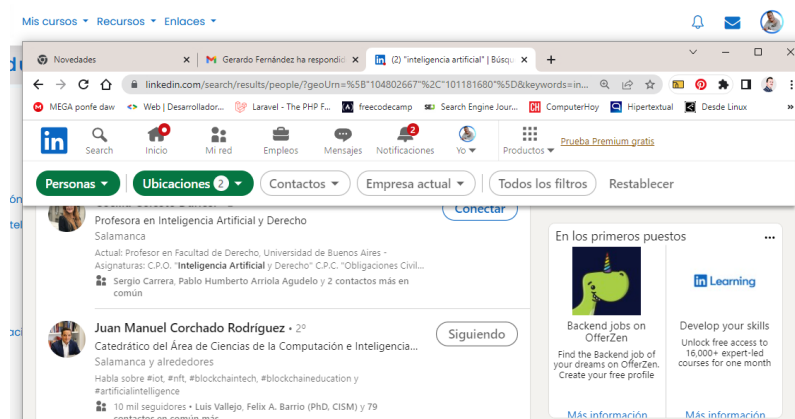 Mis cursos Recursos Enlaces
Novedades
Gerardo Fernández ha respondid
(2) "inteligencia artificial" | Búsqu
linkedin.com/search/results/people/?geoUrn=%5B"104802667"%2C"101181680"%5D&keywords=in...
MEGA ponfe daw
Web | Desarrollador...
Laravel - The PHP F...
freecodecamp
Search Engine Jour...
ComputerHoy
Hipertextual
Desde Linux
in
Search
Inicio
Mi red
Empleos
Mensajes
2
Notificaciones
Yo
Productos
Prueba Premium gratis
Personas
Ubicaciones 2
Contactos
Empresa actual
Todos los filtros
Restablecer
Profesora en Inteligencia Artificial y Derecho
Salamanca
Actual: Profesor en Facultad de Derecho, Universidad de Buenos Aires -
Asignaturas: C.P.O. "Inteligencia Artificial y Derecho" C.P.C. "Obligaciones Civil...
Sergio Carrera, Pablo Humberto Arriola Agudelo y 2 contactos más en
común
Conectar
Juan Manuel Corchado Rodríguez • 2º
Catedrático del Área de Ciencias de la Computación e Inteligencia...
Salamanca y alrededores
Habla sobre #iot, #nft, #blockchaintech, #blockchaineducation y
#artificialintelligence
10 mil seguidores • Luis Vallejo, Felix A. Barrio (PhD, CISM) y 79
contactos en común más
Siguiendo
En los primeros puestos
Backend jobs on
OfferZen
Find the Backend job of
your dreams on OfferZen.
Create your free profile
Más información
in Learning
Develop your skills
Unlock free access to
16,000+ expert-led
courses for one month
Más información